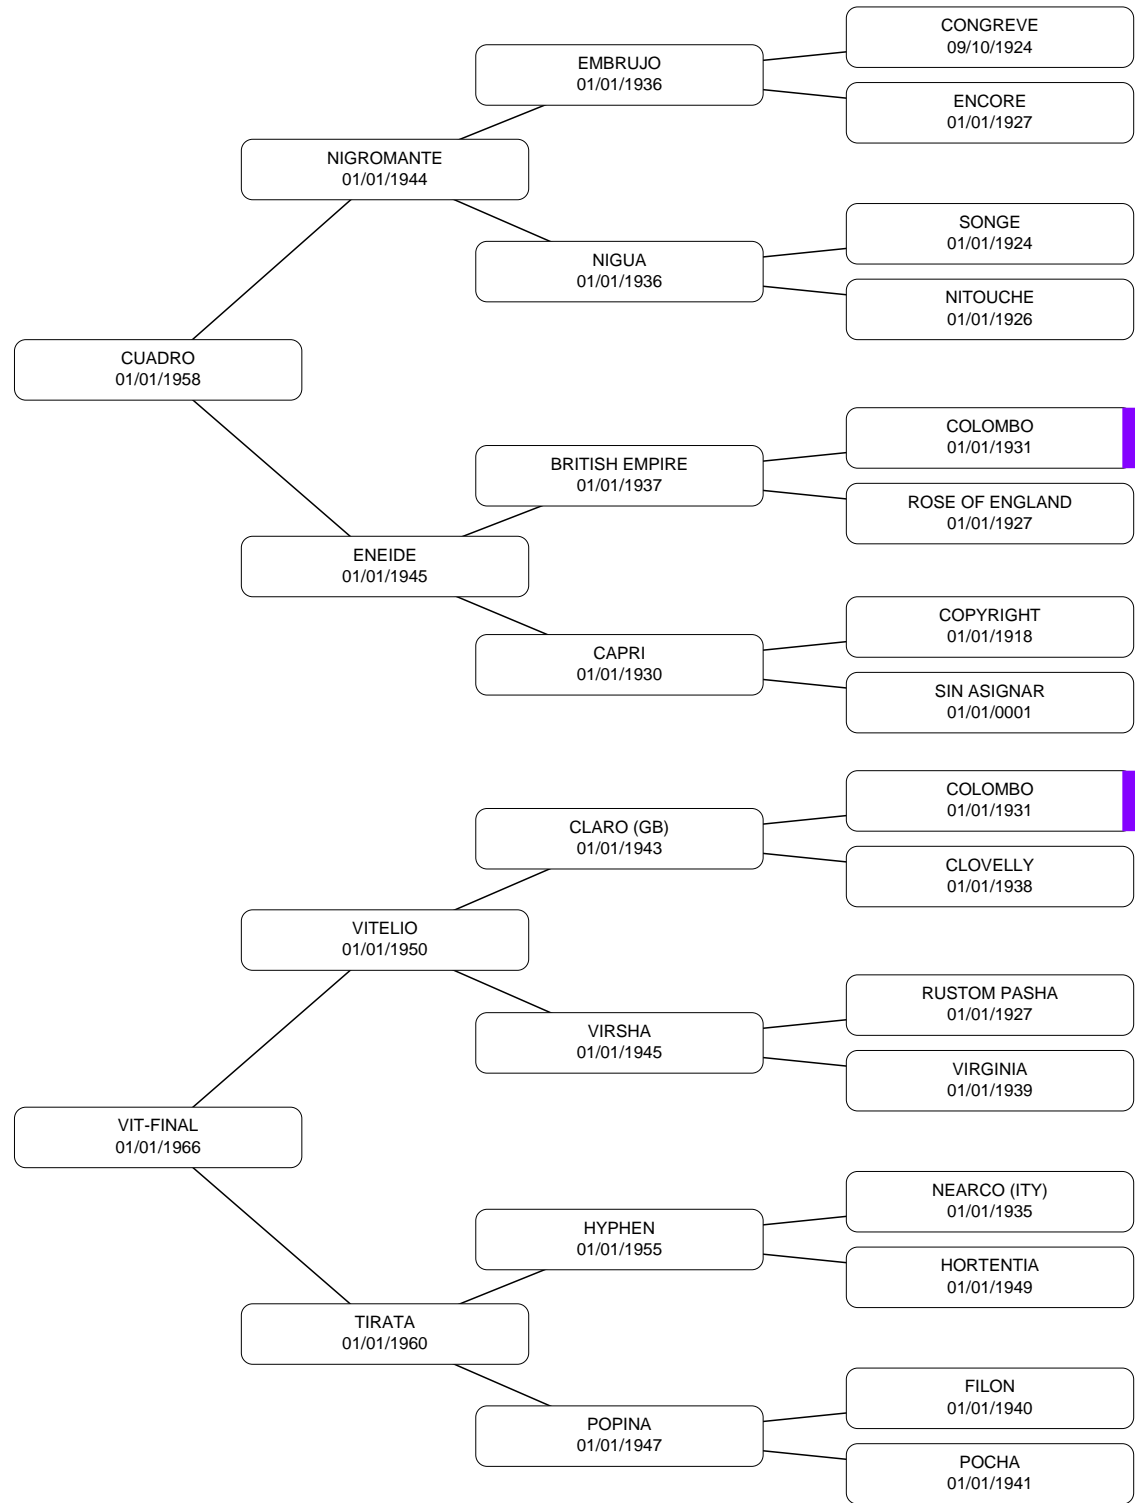 CONGREVE
09/10/1924
EMBRUJO
01/01/1936
ENCORE
01/01/1927
NIGROMANTE
01/01/1944
SONGE
01/01/1924
NIGUA
01/01/1936
NITOUCHE
01/01/1926
CUADRO
01/01/1958
COLOMBO
01/01/1931
BRITISH EMPIRE
01/01/1937
ROSE OF ENGLAND
01/01/1927
ENEIDE
01/01/1945
COPYRIGHT
01/01/1918
CAPRI
01/01/1930
SIN ASIGNAR
01/01/0001
COLOMBO
01/01/1931
CLARO (GB)
01/01/1943
CLOVELLY
01/01/1938
VITELIO
01/01/1950
RUSTOM PASHA
01/01/1927
VIRSHA
01/01/1945
VIRGINIA
01/01/1939
VIT-FINAL
01/01/1966
NEARCO (ITY)
01/01/1935
HYPHEN
01/01/1955
HORTENTIA
01/01/1949
TIRATA
01/01/1960
FILON
01/01/1940
POPINA
01/01/1947
POCHA
01/01/1941